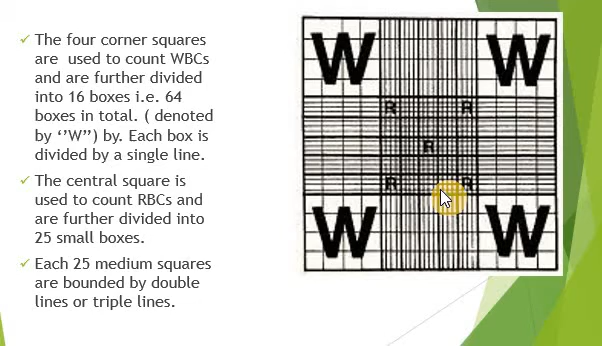 ✓ The four corner squares
are used to count WBCs
and are further divided
into 16 boxes i.e. 64
boxes in total. ( denoted
by ‘’W”) by. Each box is
divided by a single line.
✓ The central square is
used to count RBCs and
are further divided into
25 small boxes.
✓ Each 25 medium squares
are bounded by double
lines or triple lines.
W W
R R
R
R R
W W